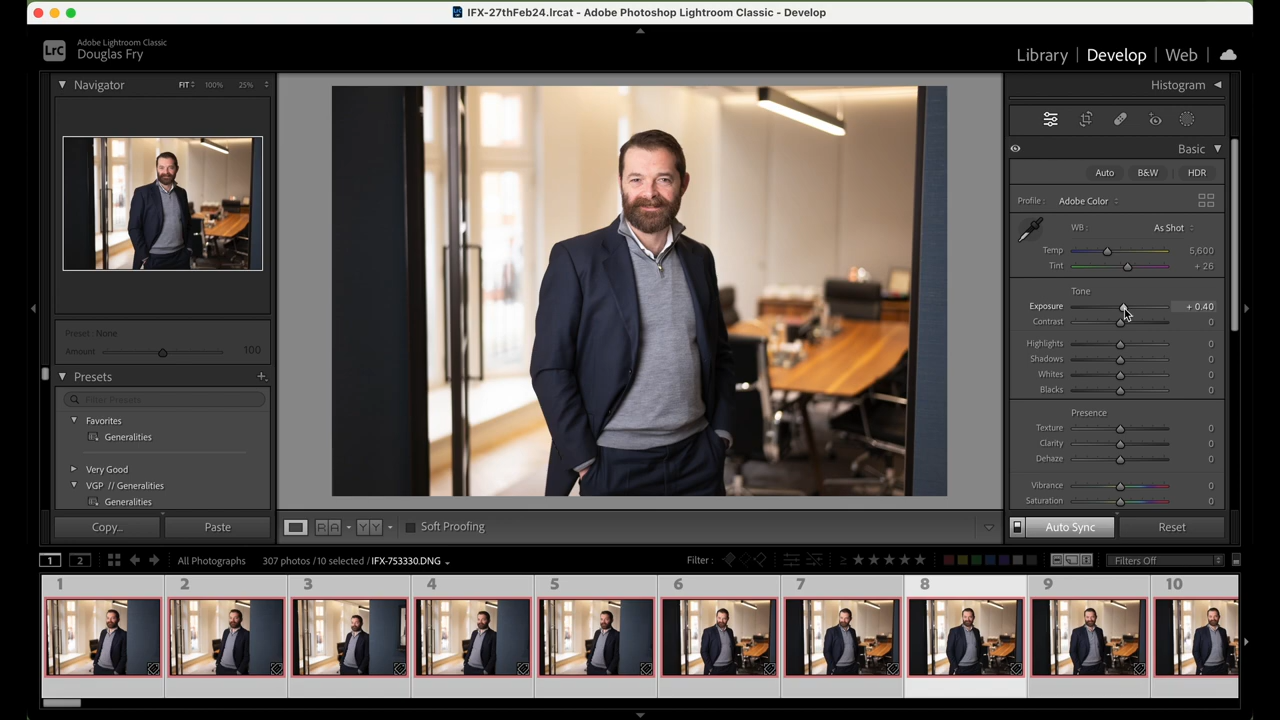 IFX-27thFeb24.lrcat - Adobe Photoshop Lightroom Classic - Develop
LrC
Adobe Lightroom Classic
Douglas Fry
Library | Develop | Web
Navigator FIT 100% 25%
Histogram
Basic
Auto B&W HDR
Profile : Adobe Color
WB : As Shot
Temp 5,600
Tint + 26
Tone
Exposure + 0.40
Contrast 0
Highlights 0
Shadows 0
Whites 0
Blacks 0
Presence
Texture 0
Clarity 0
Dehaze 0
Vibrance 0
Saturation 0
Preset : None
Amount 100
Presets +
Filter Presets
Favorites
Generalities
Very Good
VGP // Generalities
Generalities
Copy... Paste
R A Y Y Soft Proofing
Auto Sync Reset
1 2 All Photographs 307 photos /10 selected /IFX-753330.DNG Filter : ≥ ★ ★ ★ ★ ★ Filters Off
1 2 3 4 5 6 7 8 9 10